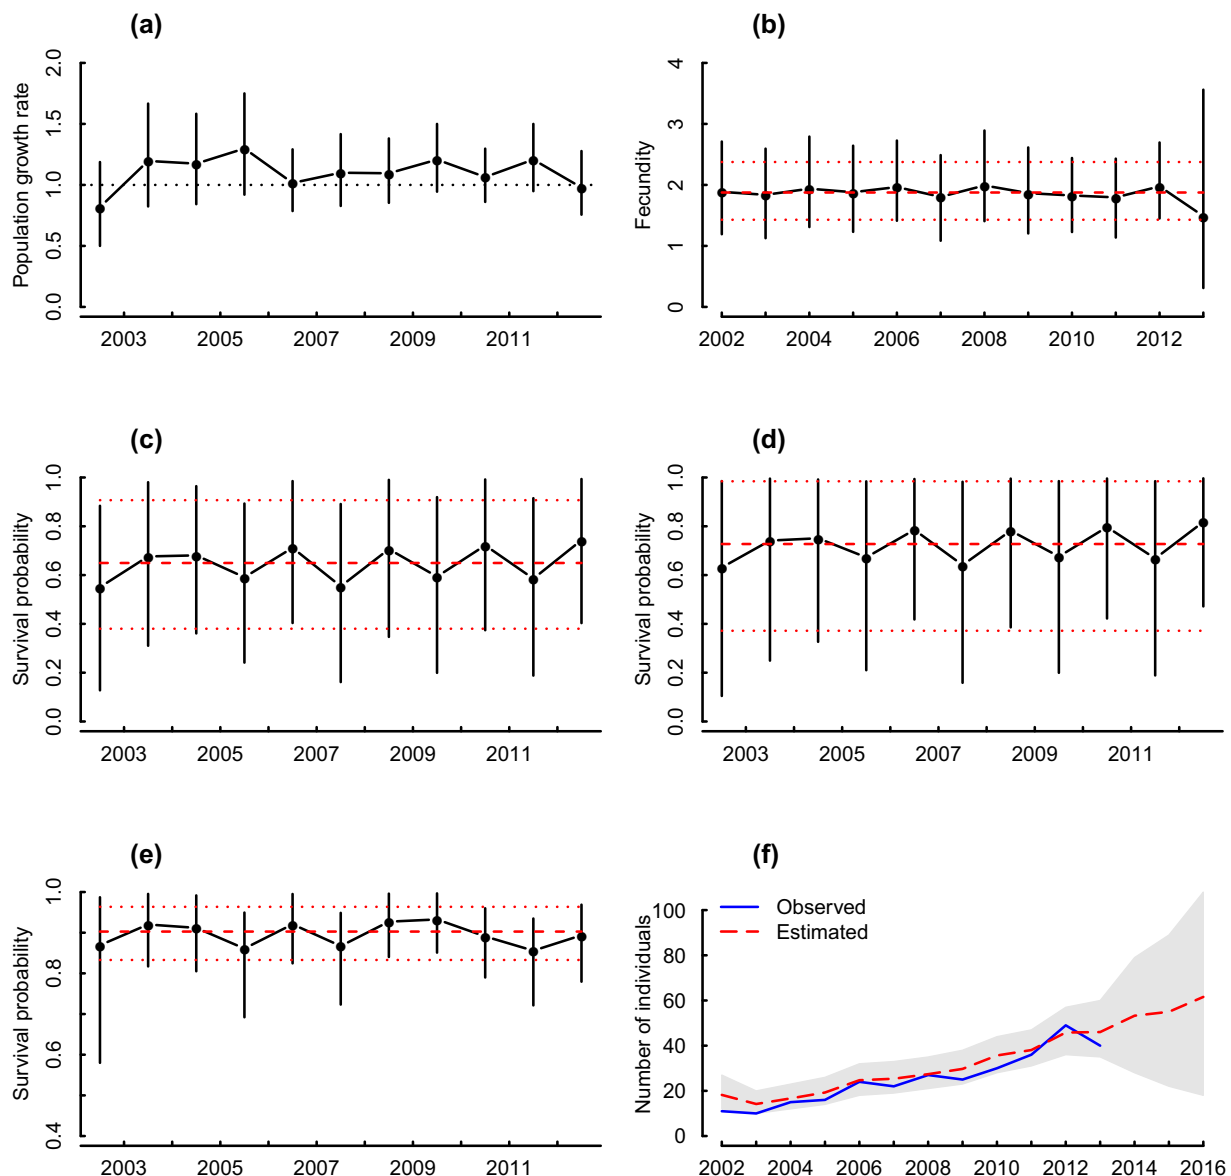 (a)
Population growth rate
2.0
1.5
1.0
0.5
0.0
2003 2005 2007 2009 2011
(b)
Fecundity
4
3
2
1
0
2002 2004 2006 2008 2010 2012
(c)
Survival probability
1.0
0.8
0.6
0.4
0.2
0.0
2003 2005 2007 2009 2011
(d)
Survival probability
1.0
0.8
0.6
0.4
0.2
0.0
2003 2005 2007 2009 2011
(e)
Survival probability
1.0
0.8
0.6
0.4
2003 2005 2007 2009 2011
(f)
Number of individuals
Observed
Estimated
100
80
60
40
20
0
2002 2004 2006 2008 2010 2012 2014 2016